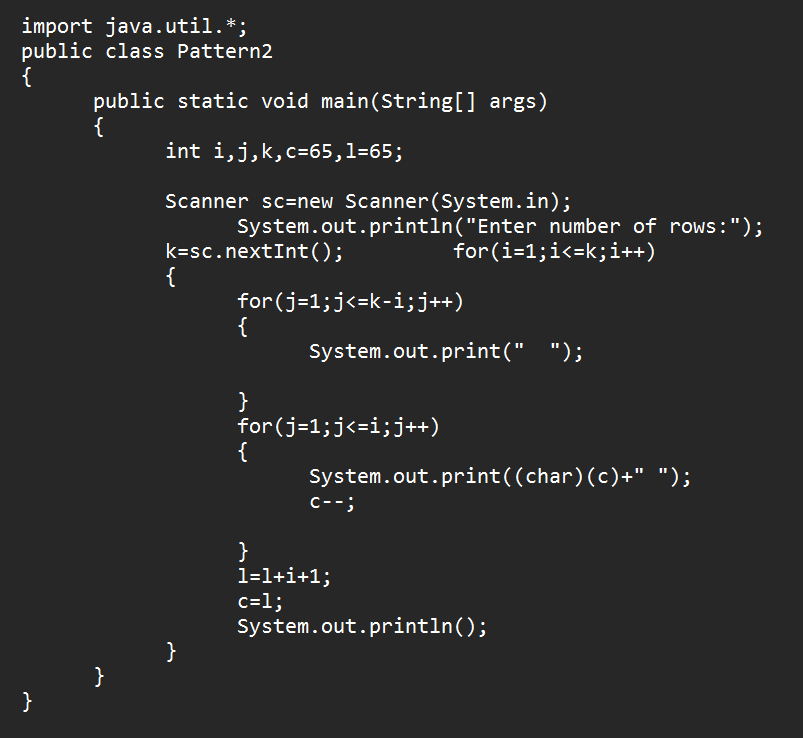 import java.util.*;
public class Pattern2
{
      public static void main(String[] args)
      {
            int i,j,k,c=65,l=65;

            Scanner sc=new Scanner(System.in);
                  System.out.println("Enter number of rows:");
            k=sc.nextInt();         for(i=1;i<=k;i++)
            {
                  for(j=1;j<=k-i;j++)
                  {
                        System.out.print("  ");

                  }
                  for(j=1;j<=i;j++)
                  {
                        System.out.print((char)(c)+" ");
                        c--;

                  }
                  l=l+i+1;
                  c=l;
                  System.out.println();
            }
      }
}